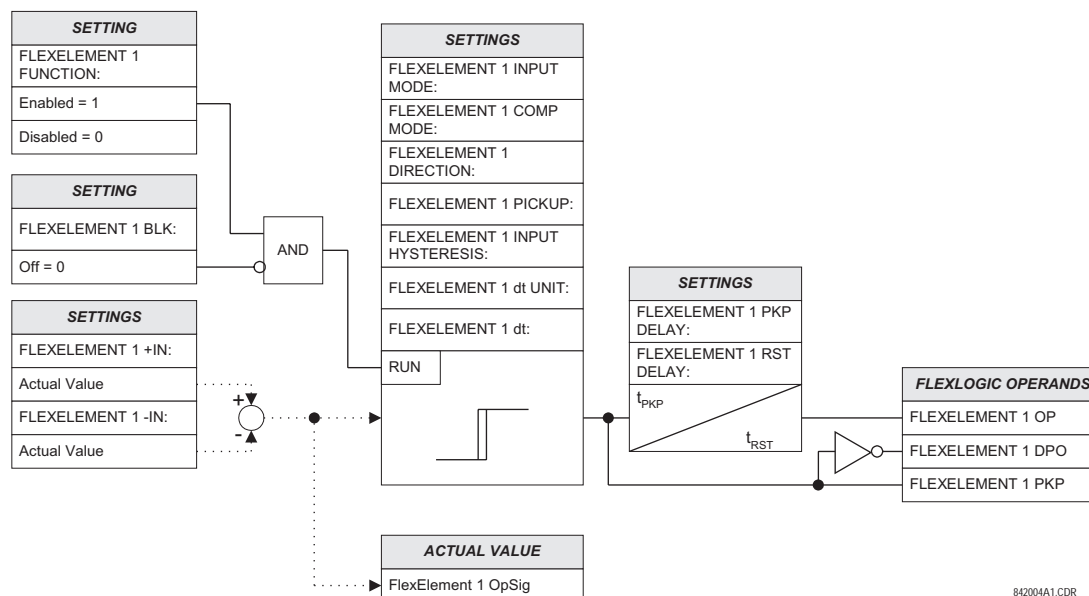 SETTING
FLEXELEMENT 1
FUNCTION:
Enabled = 1
Disabled = 0
SETTING
FLEXELEMENT 1 BLK:
Off = 0
SETTINGS
FLEXELEMENT 1 +IN:
Actual Value
FLEXELEMENT 1 -IN:
Actual Value
AND
+
-
SETTINGS
FLEXELEMENT 1 INPUT
MODE:
FLEXELEMENT 1 COMP
MODE:
FLEXELEMENT 1
DIRECTION:
FLEXELEMENT 1 PICKUP:
FLEXELEMENT 1 INPUT
HYSTERESIS:
FLEXELEMENT 1 dt UNIT:
FLEXELEMENT 1 dt:
RUN
SETTINGS
FLEXELEMENT 1 PKP
DELAY:
FLEXELEMENT 1 RST
DELAY:
tPKP
tRST
FLEXLOGIC OPERANDS
FLEXELEMENT 1 OP
FLEXELEMENT 1 DPO
FLEXELEMENT 1 PKP
ACTUAL VALUE
FlexElement 1 OpSig
842004A1.CDR